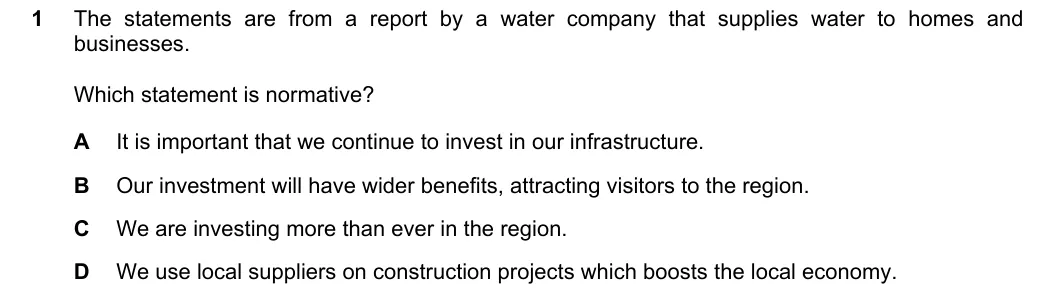 1 The statements are from a report by a water company that supplies water to homes and
businesses.
Which statement is normative?
A It is important that we continue to invest in our infrastructure.
B Our investment will have wider benefits, attracting visitors to the region.
C We are investing more than ever in the region.
D We use local suppliers on construction projects which boosts the local economy.